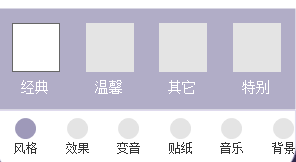 经典 温馨 其它 特别
风格 效果 变音 贴纸 音乐 背景